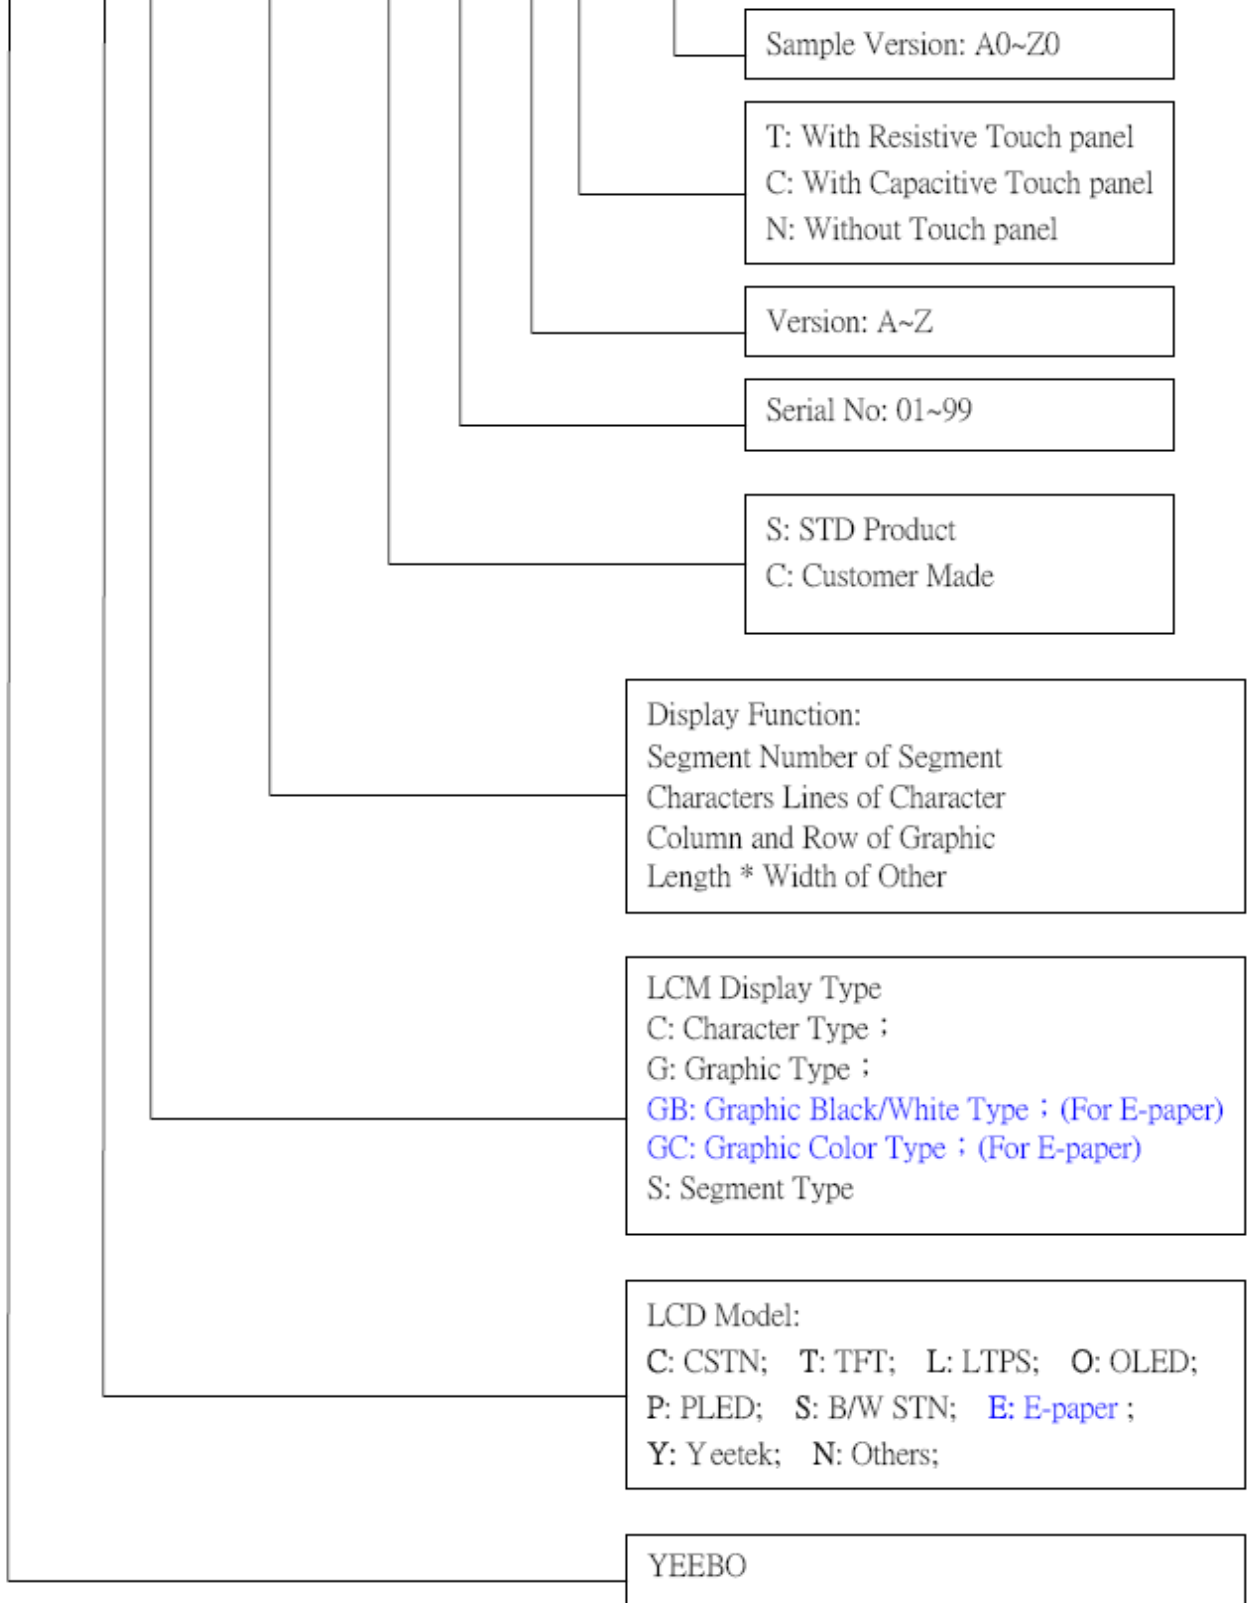 Sample Version: A0~Z0
T: With Resistive Touch panel
C: With Capacitive Touch panel
N: Without Touch panel
Version: A~Z
Serial No: 01~99
S: STD Product
C: Customer Made
Display Function:
Segment Number of Segment
Characters Lines of Character
Column and Row of Graphic
Length * Width of Other
LCM Display Type
C: Character Type；
G: Graphic Type；
GB: Graphic Black/White Type；(For E-paper)
GC: Graphic Color Type；(For E-paper)
S: Segment Type
LCD Model:
C: CSTN; T: TFT; L: LTPS; O: OLED;
P: PLED; S: B/W STN; E: E-paper ;
Y: Yeetek; N: Others;
YEEBO